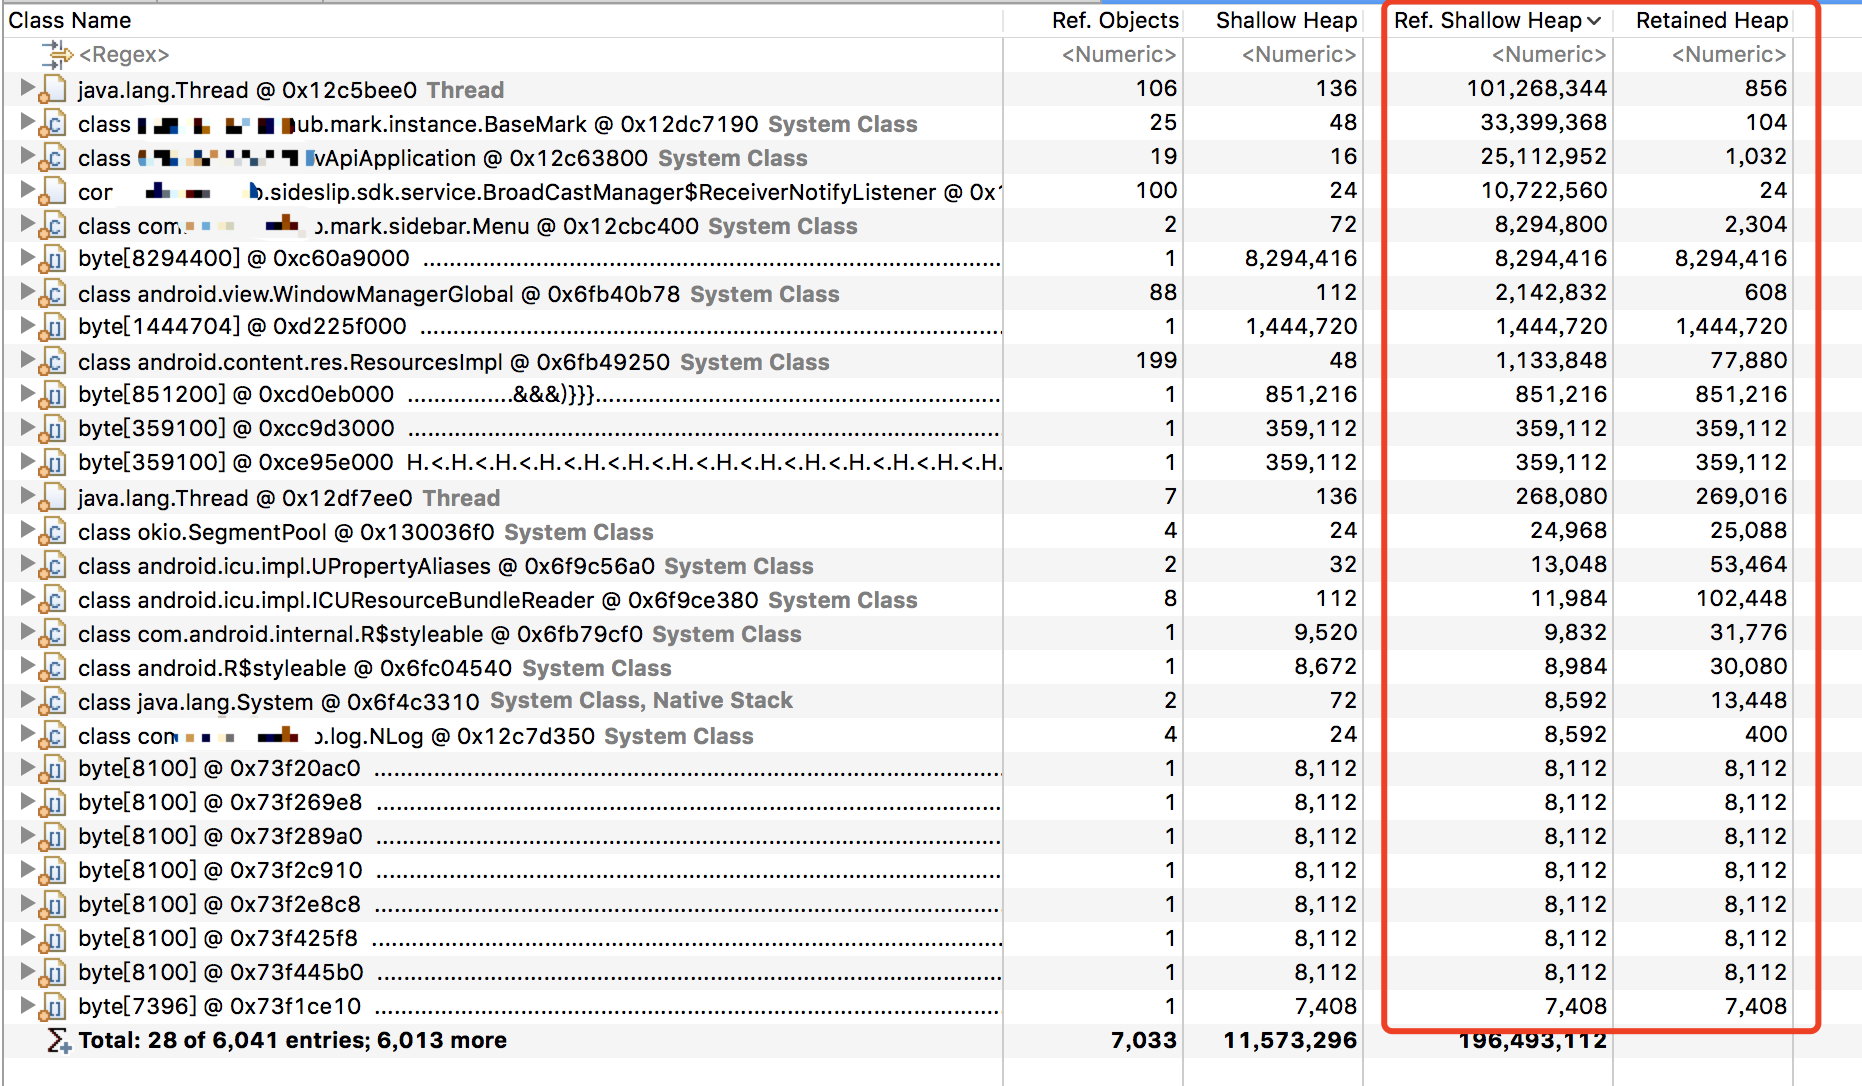 Class Name Ref. Objects Shallow Heap Ref. Shallow Heap Retained Heap
<Regex> <Numeric> <Numeric> <Numeric> <Numeric>
java.lang.Thread @ 0x12c5bee0 Thread 106 136 101,268,344 856
class ub.mark.instance.BaseMark @ 0x12dc7190 System Class 25 48 33,399,368 104
class vApiApplication @ 0x12c63800 System Class 19 16 25,112,952 1,032
.sideslip.sdk.service.BroadCastManager$ReceiverNotifyListener @ 0x1 100 24 10,722,560 24
class com .mark.sidebar.Menu @ 0x12cbc400 System Class 2 72 8,294,800 2,304
byte[8294400] @ 0xc60a9000 ........................................................................ 1 8,294,416 8,294,416 8,294,416
class android.view.WindowManagerGlobal @ 0x6fb40b78 System Class 88 112 2,142,832 608
byte[1444704] @ 0xd225f000 ........................................................................ 1 1,444,720 1,444,720 1,444,720
class android.content.res.ResourcesImpl @ 0x6fb49250 System Class 199 48 1,133,848 77,880
byte[851200] @ 0xcd0eb000 .............&&&)}}}.................................................. 1 851,216 851,216 851,216
byte[359100] @ 0xcc9d3000 ........................................................................ 1 359,112 359,112 359,112
byte[359100] @ 0xce95e000 H.<.H.<.H.<.H.<.H.<.H.<.H.<.H.<.H.<.H.<.H.<.H.<.H.<.H. 1 359,112 359,112 359,112
java.lang.Thread @ 0x12df7ee0 Thread 7 136 268,080 269,016
class okio.SegmentPool @ 0x130036f0 System Class 4 24 24,968 25,088
class android.icu.impl.UPropertyAliases @ 0x6f9c56a0 System Class 2 32 13,048 53,464
class android.icu.impl.ICUResourceBundleReader @ 0x6f9ce380 System Class 8 112 11,984 102,448
class com.android.internal.R$styleable @ 0x6fb79cf0 System Class 1 9,520 9,832 31,776
class android.R$styleable @ 0x6fc04540 System Class 1 8,672 8,984 30,080
class java.lang.System @ 0x6f4c3310 System Class, Native Stack 2 72 8,592 13,448
class com .log.NLog @ 0x12c7d350 System Class 4 24 8,592 400
byte[8100] @ 0x73f20ac0 ........................................................................ 1 8,112 8,112 8,112
byte[8100] @ 0x73f269e8 ........................................................................ 1 8,112 8,112 8,112
byte[8100] @ 0x73f289a0 ........................................................................ 1 8,112 8,112 8,112
byte[8100] @ 0x73f2c910 ........................................................................ 1 8,112 8,112 8,112
byte[8100] @ 0x73f2e8c8 ........................................................................ 1 8,112 8,112 8,112
byte[8100] @ 0x73f425f8 ........................................................................ 1 8,112 8,112 8,112
byte[8100] @ 0x73f445b0 ........................................................................ 1 8,112 8,112 8,112
byte[7396] @ 0x73f1ce10 ........................................................................ 1 7,408 7,408 7,408
Total: 28 of 6,041 entries; 6,013 more 7,033 11,573,296 196,493,112